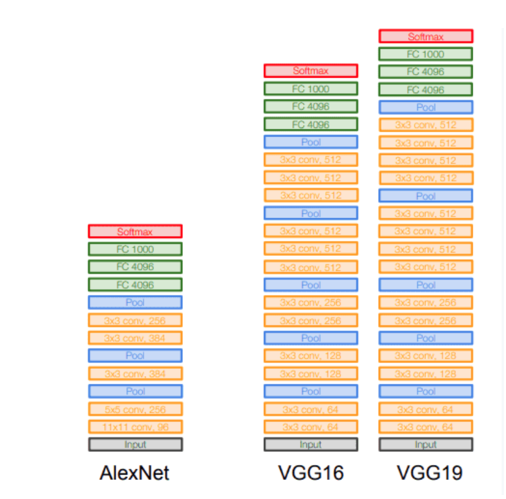 Softmax
FC 1000
FC 4096
FC 4096
Pool
3x3 conv, 256
3x3 conv, 384
Pool
3x3 conv, 384
Pool
5x5 conv, 256
11x11 conv, 96
Input
AlexNet
Softmax
FC 1000
FC 4096
FC 4096
Pool
3x3 conv, 512
3x3 conv, 512
3x3 conv, 512
Pool
3x3 conv, 512
3x3 conv, 512
3x3 conv, 512
Pool
3x3 conv, 256
3x3 conv, 256
Pool
3x3 conv, 128
3x3 conv, 128
Pool
3x3 conv, 64
3x3 conv, 64
Input
VGG16
Softmax
FC 1000
FC 4096
FC 4096
Pool
3x3 conv, 512
3x3 conv, 512
3x3 conv, 512
3x3 conv, 512
Pool
3x3 conv, 512
3x3 conv, 512
3x3 conv, 512
3x3 conv, 512
Pool
3x3 conv, 256
3x3 conv, 256
Pool
3x3 conv, 128
3x3 conv, 128
Pool
3x3 conv, 64
3x3 conv, 64
Input
VGG19